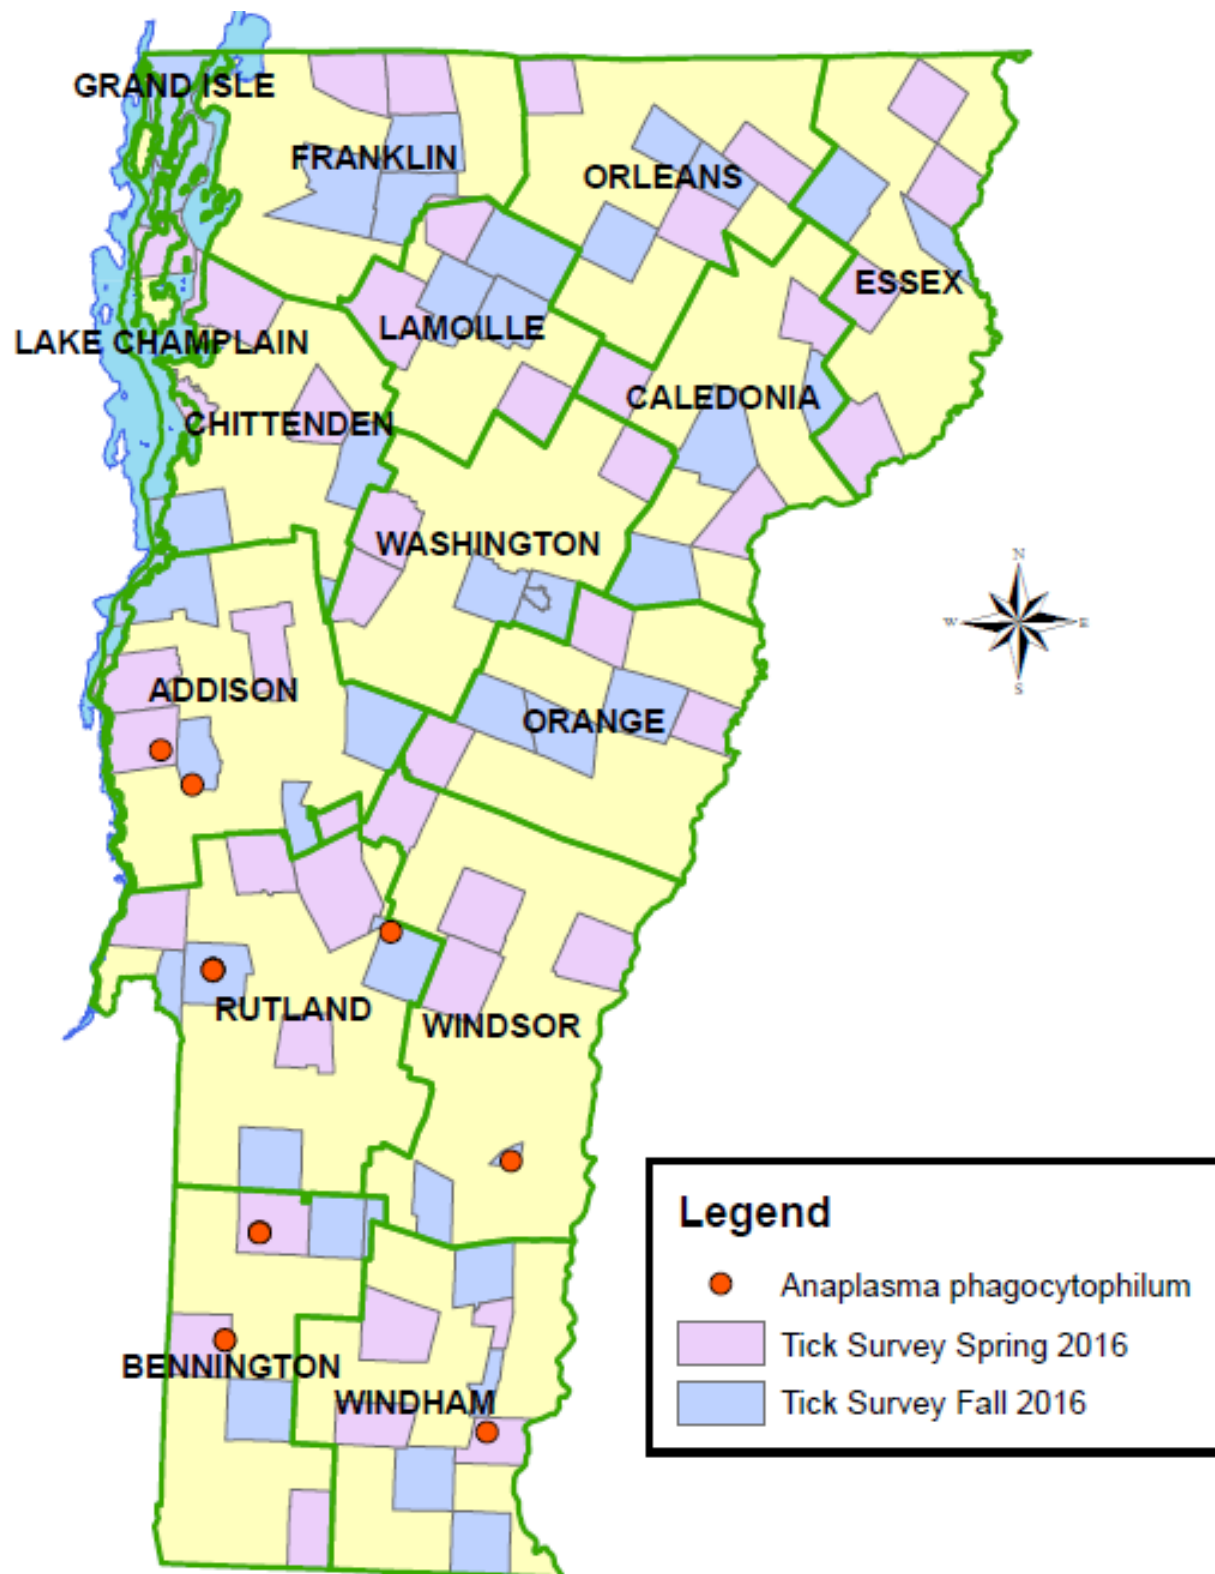 GRAND ISLE
FRANKLIN
ORLEANS
ESSEX
LAMOILLE
LAKE CHAMPLAIN
CALEDONIA
CHITTENDEN
WASHINGTON
N
W
E
S
ADDISON
ORANGE
RUTLAND
WINDSOR
BENNINGTON
WINDHAM
Legend
Anaplasma phagocytophilum
Tick Survey Spring 2016
Tick Survey Fall 2016